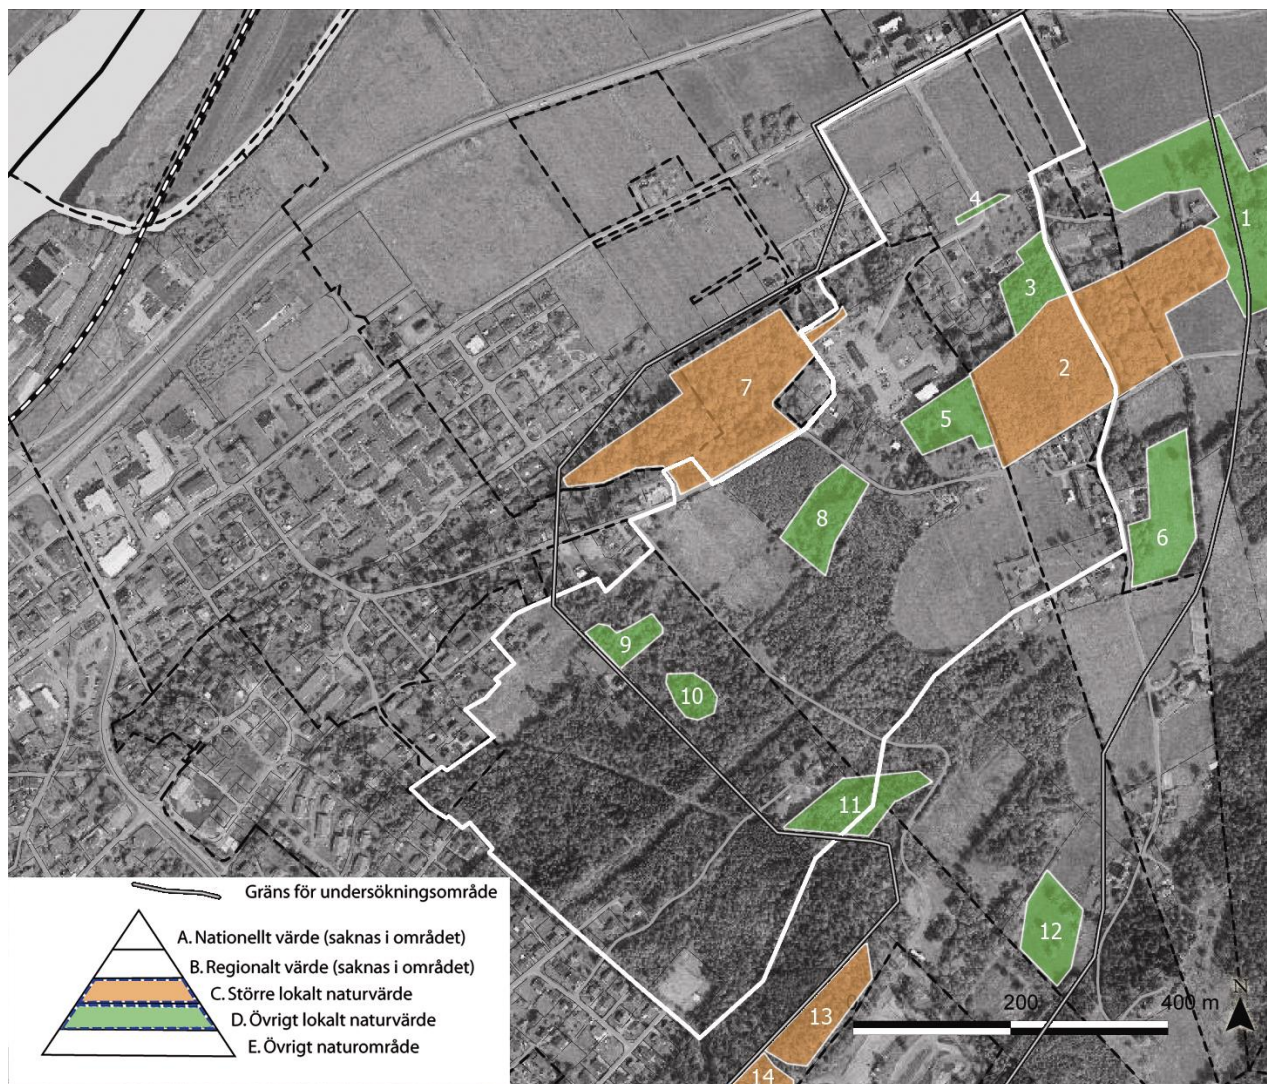 1
4
3
2
7
5
8
6
9
10
11
12
13
14
N
0
200
400 m
Gräns för undersökningsområde
A. Nationellt värde (saknas i området)
B. Regionalt värde (saknas i området)
C. Större lokalt naturvärde
D. Övrigt lokalt naturvärde
E. Övrigt naturområde